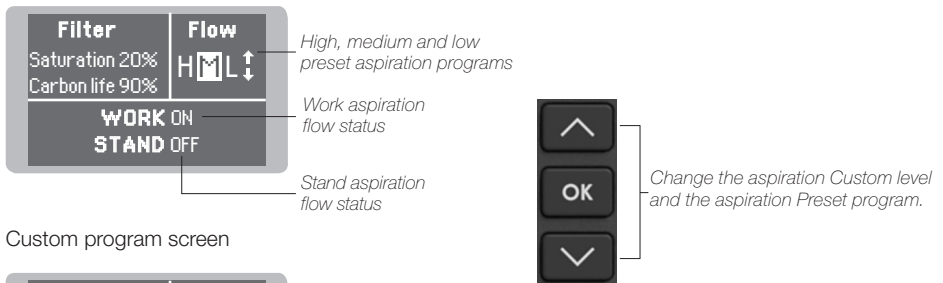 Filter
Flow
Saturation 20%
Carbon life 90%
H M L
High, medium and low
preset aspiration programs
WORK ON
STAND OFF
Work aspiration
flow status
Stand aspiration
flow status
OK
Change the aspiration Custom level
and the aspiration Preset program.
Custom program screen